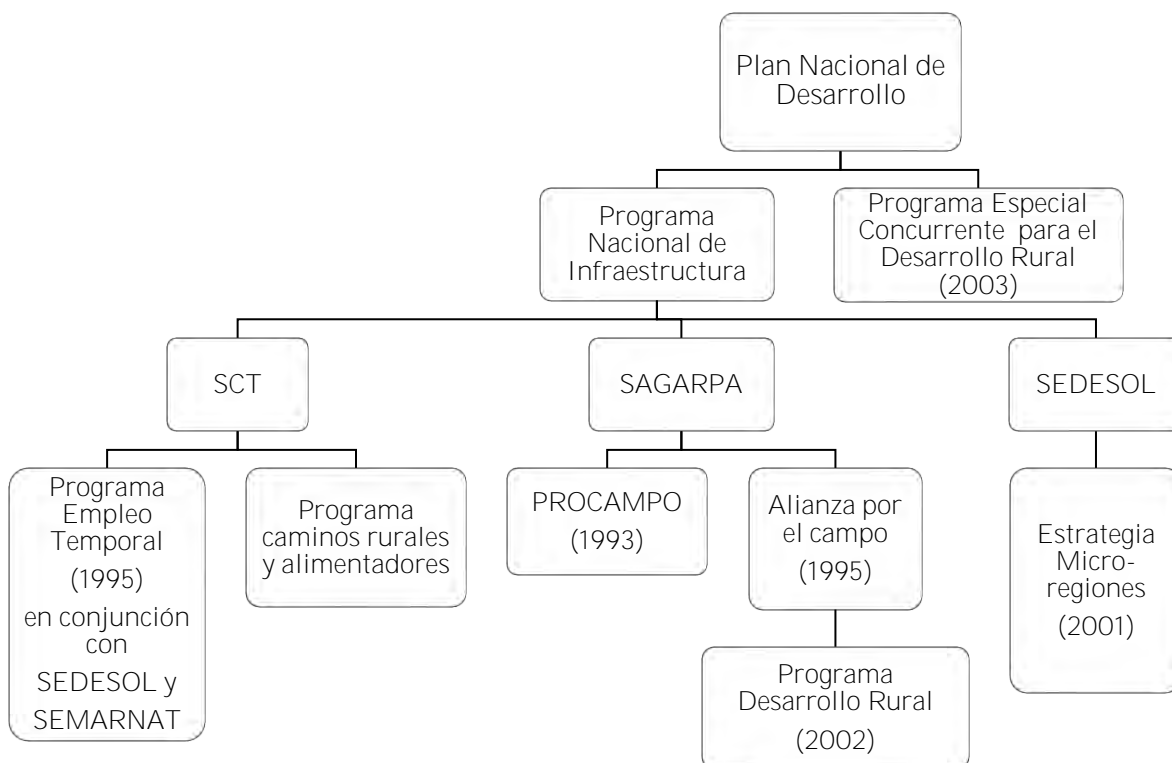 Plan Nacional de
Desarrollo
Programa
Nacional de
Infraestructura
Programa Especial
Concurrente para el
Desarrollo Rural
(2003)
SCT
SAGARPA
SEDESOL
Programa
Empleo
Temporal
(1995)
en conjunción
con
SEDESOL y
SEMARNAT
Programa
caminos rurales
y alimentadores
PROCAMPO
(1993)
Alianza por
el campo
(1995)
Estrategia
Micro-
regiones
(2001)
Programa
Desarrollo Rural
(2002)